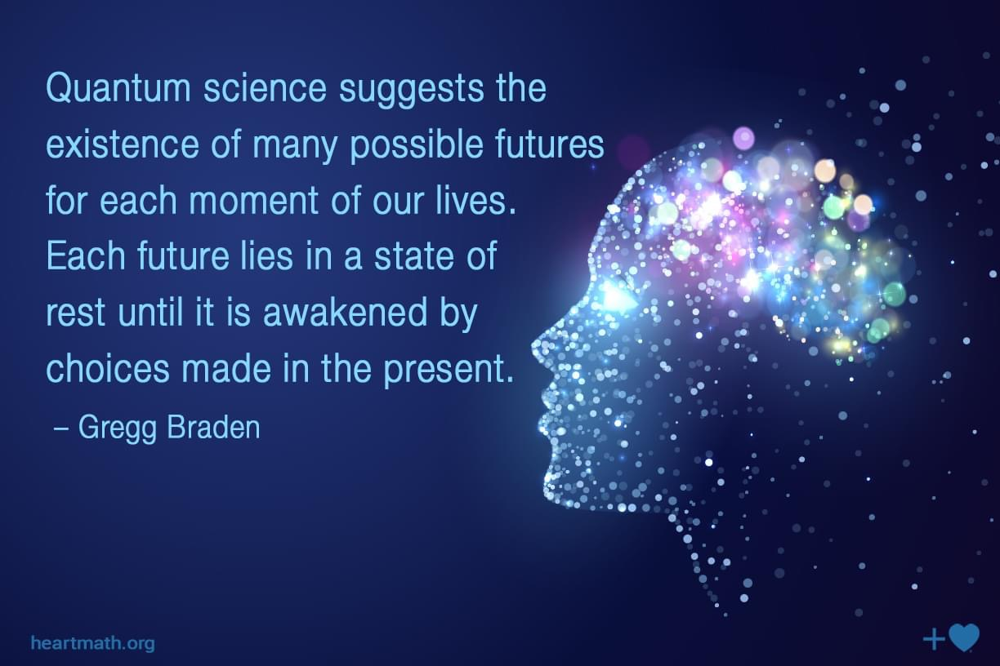 Quantum science suggests the
existence of many possible futures
for each moment of our lives.
Each future lies in a state of
rest until it is awakened by
choices made in the present.
– Gregg Braden
heartmath.org